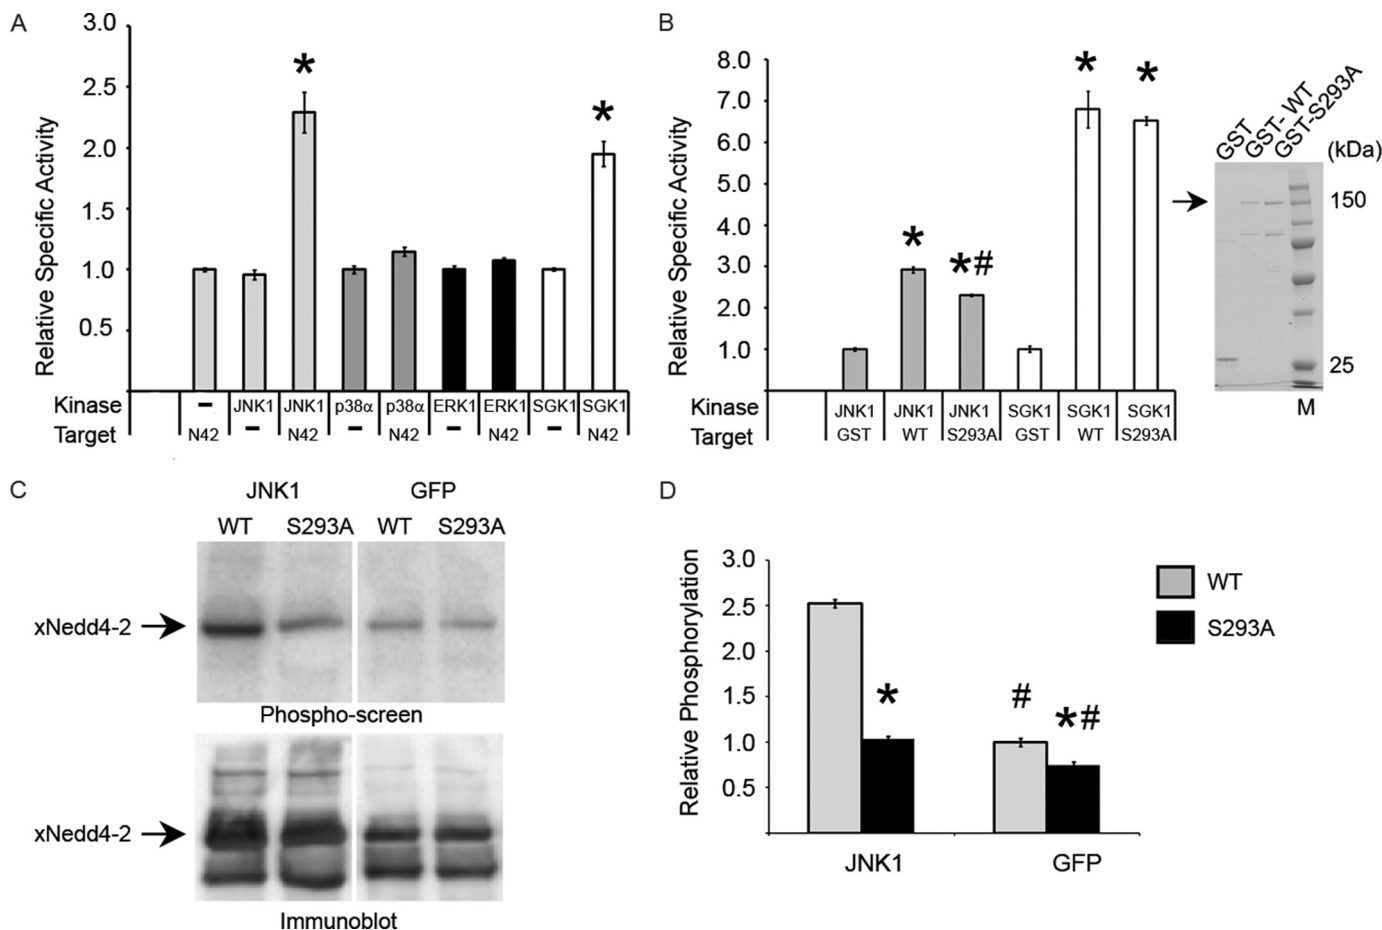 A
3.0
2.5
2.0
1.5
1.0
0.5
Relative Specific Activity
*
*
Kinase - JNK1 JNK1 p38α p38α ERK1 ERK1 SGK1 SGK1
Target N42 - N42 - N42 - N42 - N42
B
8.0
7.0
6.0
5.0
4.0
3.0
2.0
1.0
Relative Specific Activity
*
*#
*
*
Kinase JNK1 JNK1 JNK1 SGK1 SGK1 SGK1
Target GST WT S293A GST WT S293A
GST
GST- WT
GST-S293A
(kDa)
150
25
M
C
JNK1 GFP
WT S293A WT S293A
xNedd4-2
Phospho-screen
xNedd4-2
Immunoblot
D
3.0
2.5
2.0
1.5
1.0
0.5
Relative Phosphorylation
*
#
*#
JNK1 GFP
WT
S293A